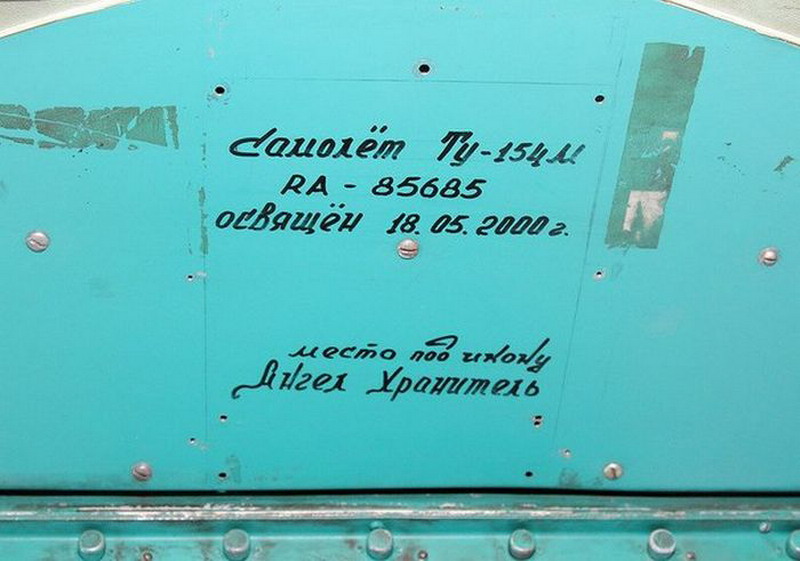 Самолёт Ту-154М
RA - 85685
освящён 18.05.2000 г.
место под икону
Ангел Хранитель